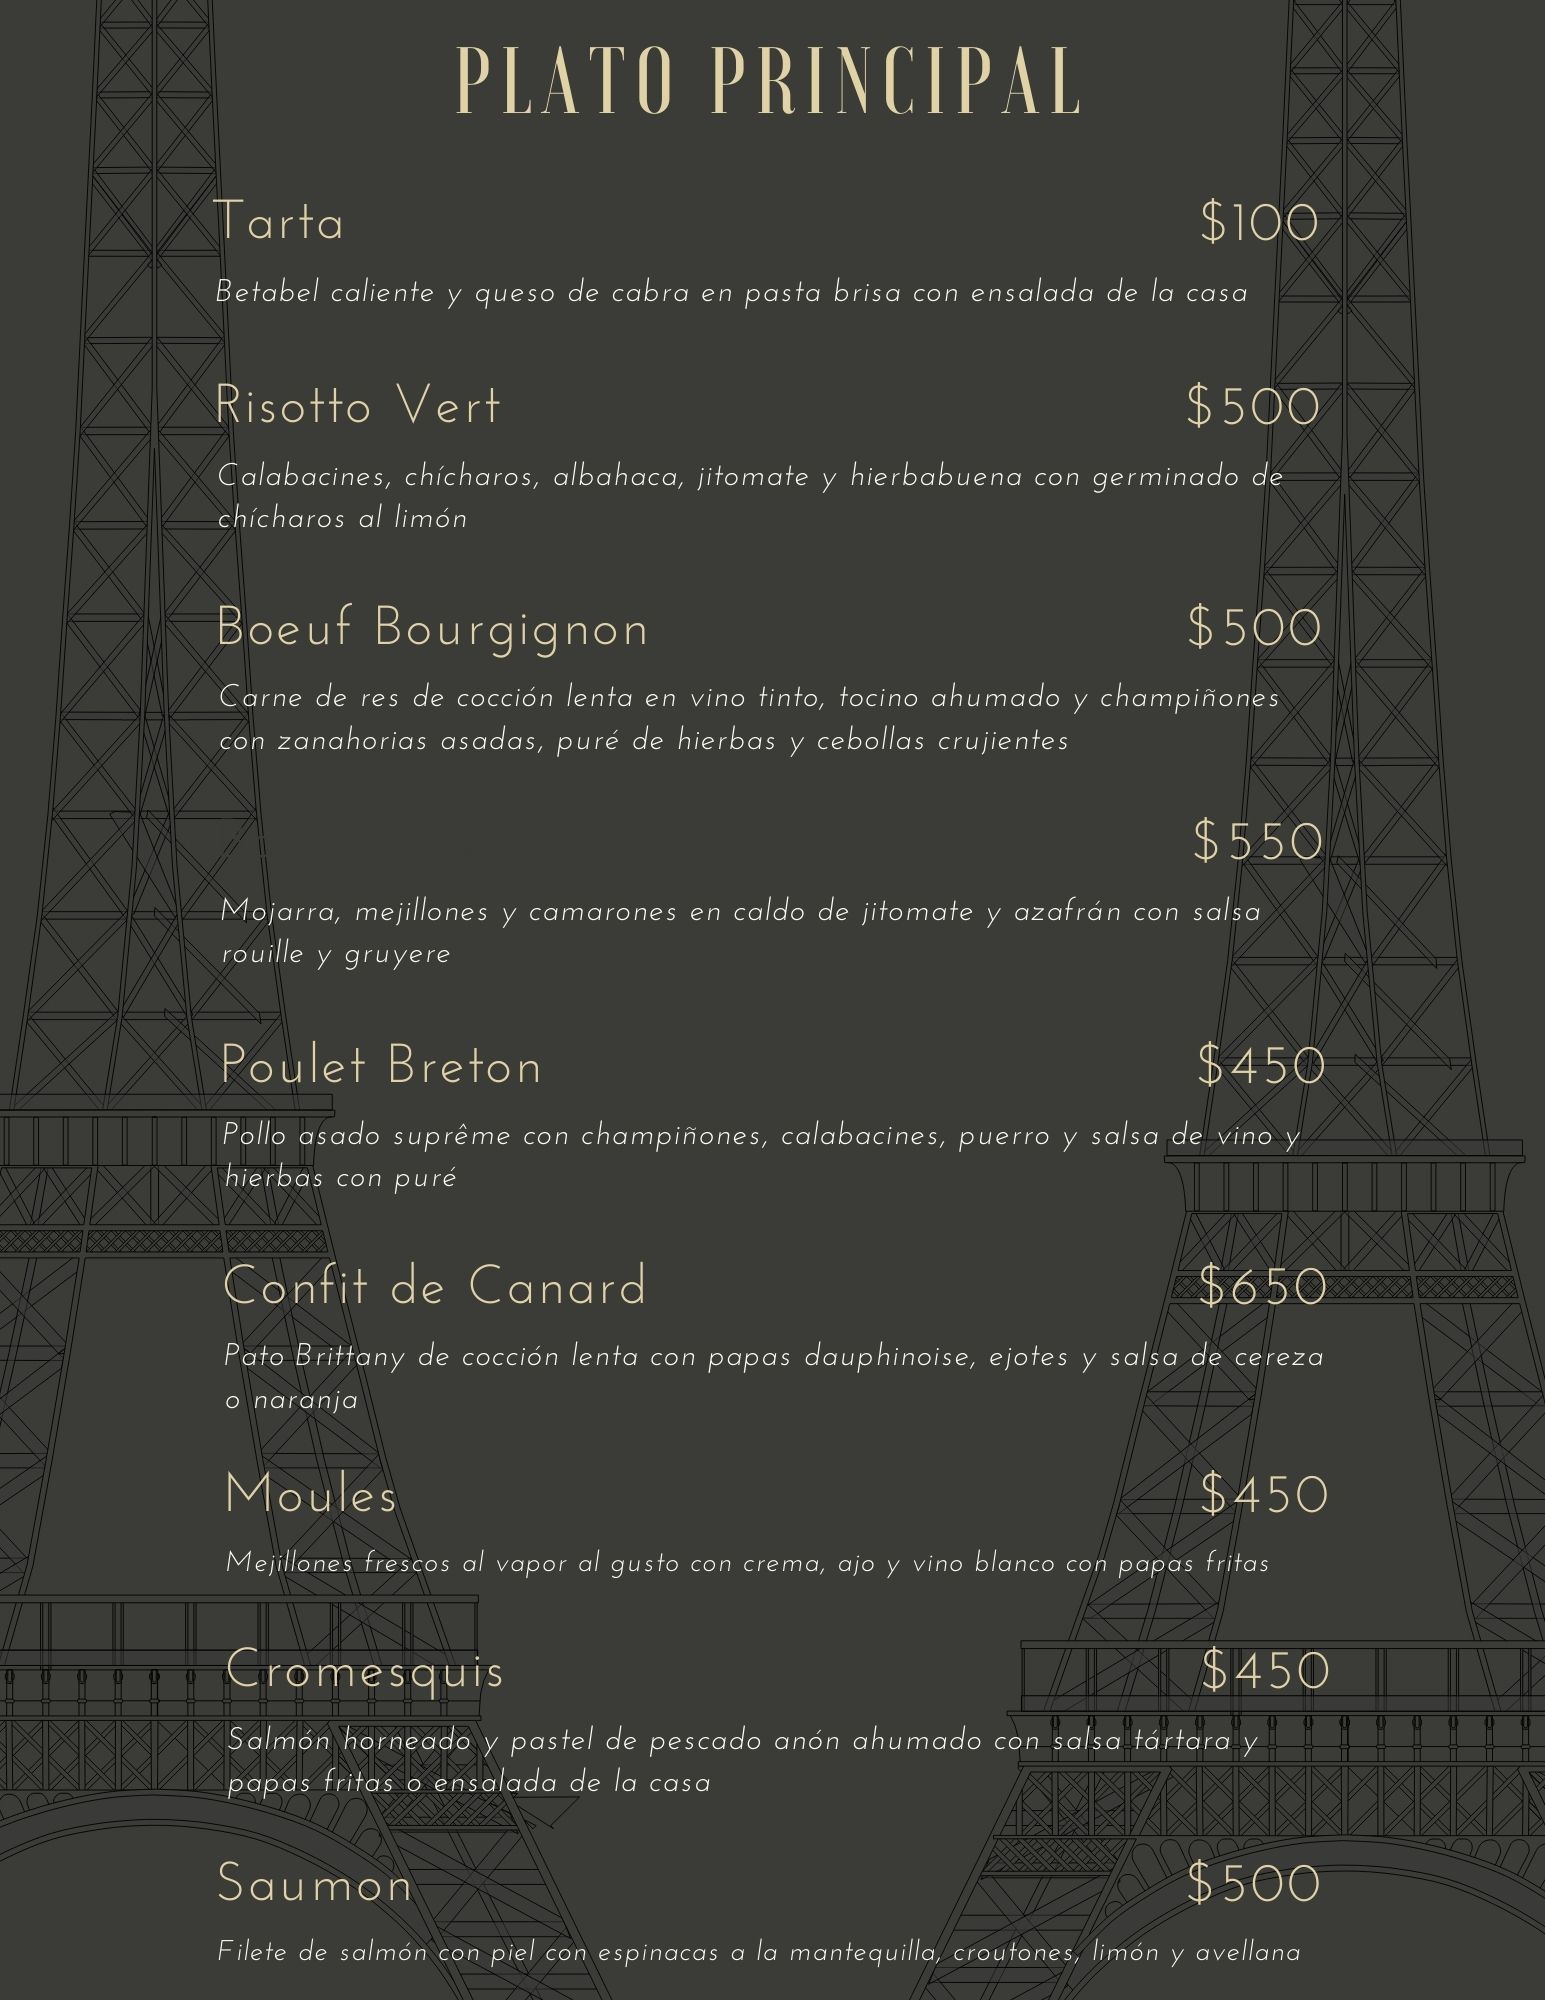 PLATO PRINCIPAL
Tarta $100
Betabel caliente y queso de cabra en pasta brisa con ensalada de la casa
Risotto Vert $500
Calabacines, chícharos, albahaca, jitomate y hierbabuena con germinado de
chícharos al limón
Boeuf Bourgignon $500
Carne de res de cocción lenta en vino tinto, tocino ahumado y champiñones
con zanahorias asadas, puré de hierbas y cebollas crujientes
$550
Mojarra, mejillones y camarones en caldo de jitomate y azafrán con salsa
rouille y gruyere
Poulet Breton $450
Pollo asado suprême con champiñones, calabacines, puerro y salsa de vino y
hierbas con puré
Confit de Canard $650
Pato Brittany de cocción lenta con papas dauphinoise, ejotes y salsa de cereza
o naranja
Moules $450
Mejillones frescos al vapor al gusto con crema, ajo y vino blanco con papas fritas
Cromesquis $450
Salmón horneado y pastel de pescado anón ahumado con salsa tártara y
papas fritas o ensalada de la casa
Saumon $500
Filete de salmón con piel con espinacas a la mantequilla, croutones, limón y avellana